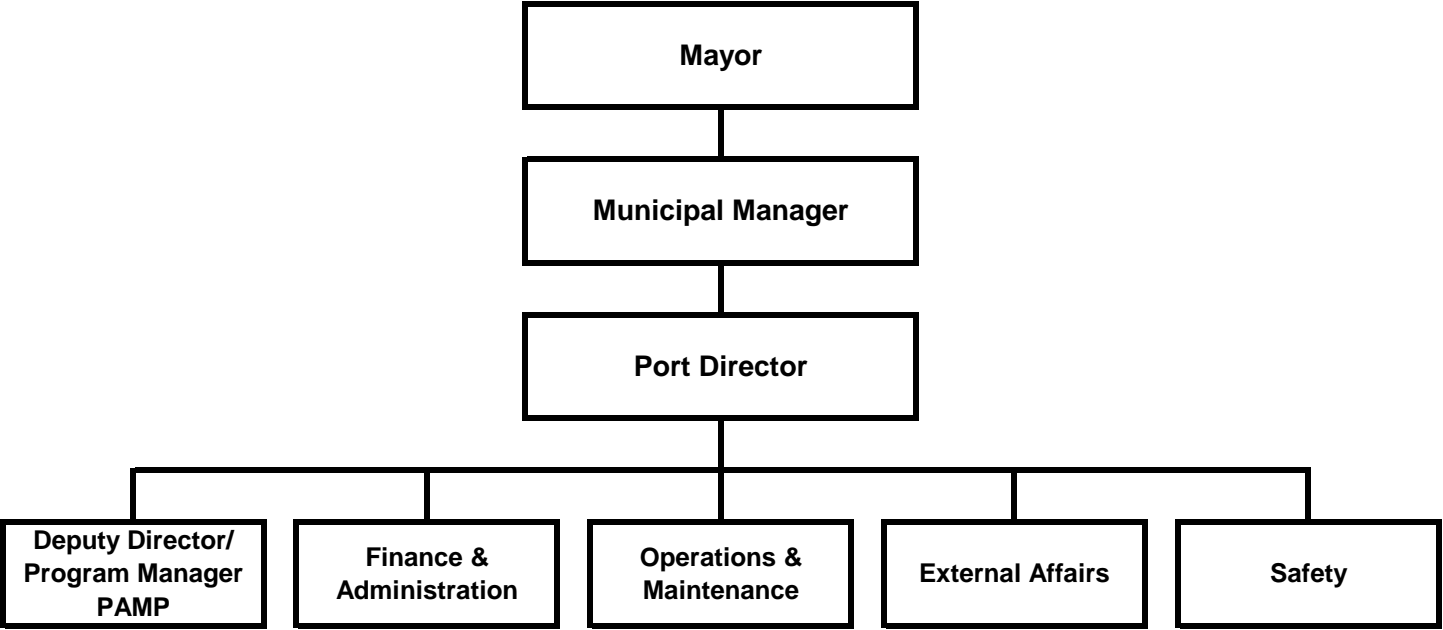 Mayor
Municipal Manager
Port Director
Deputy Director/
Program Manager
PAMP
Finance &
Administration
Operations &
Maintenance
External Affairs
Safety